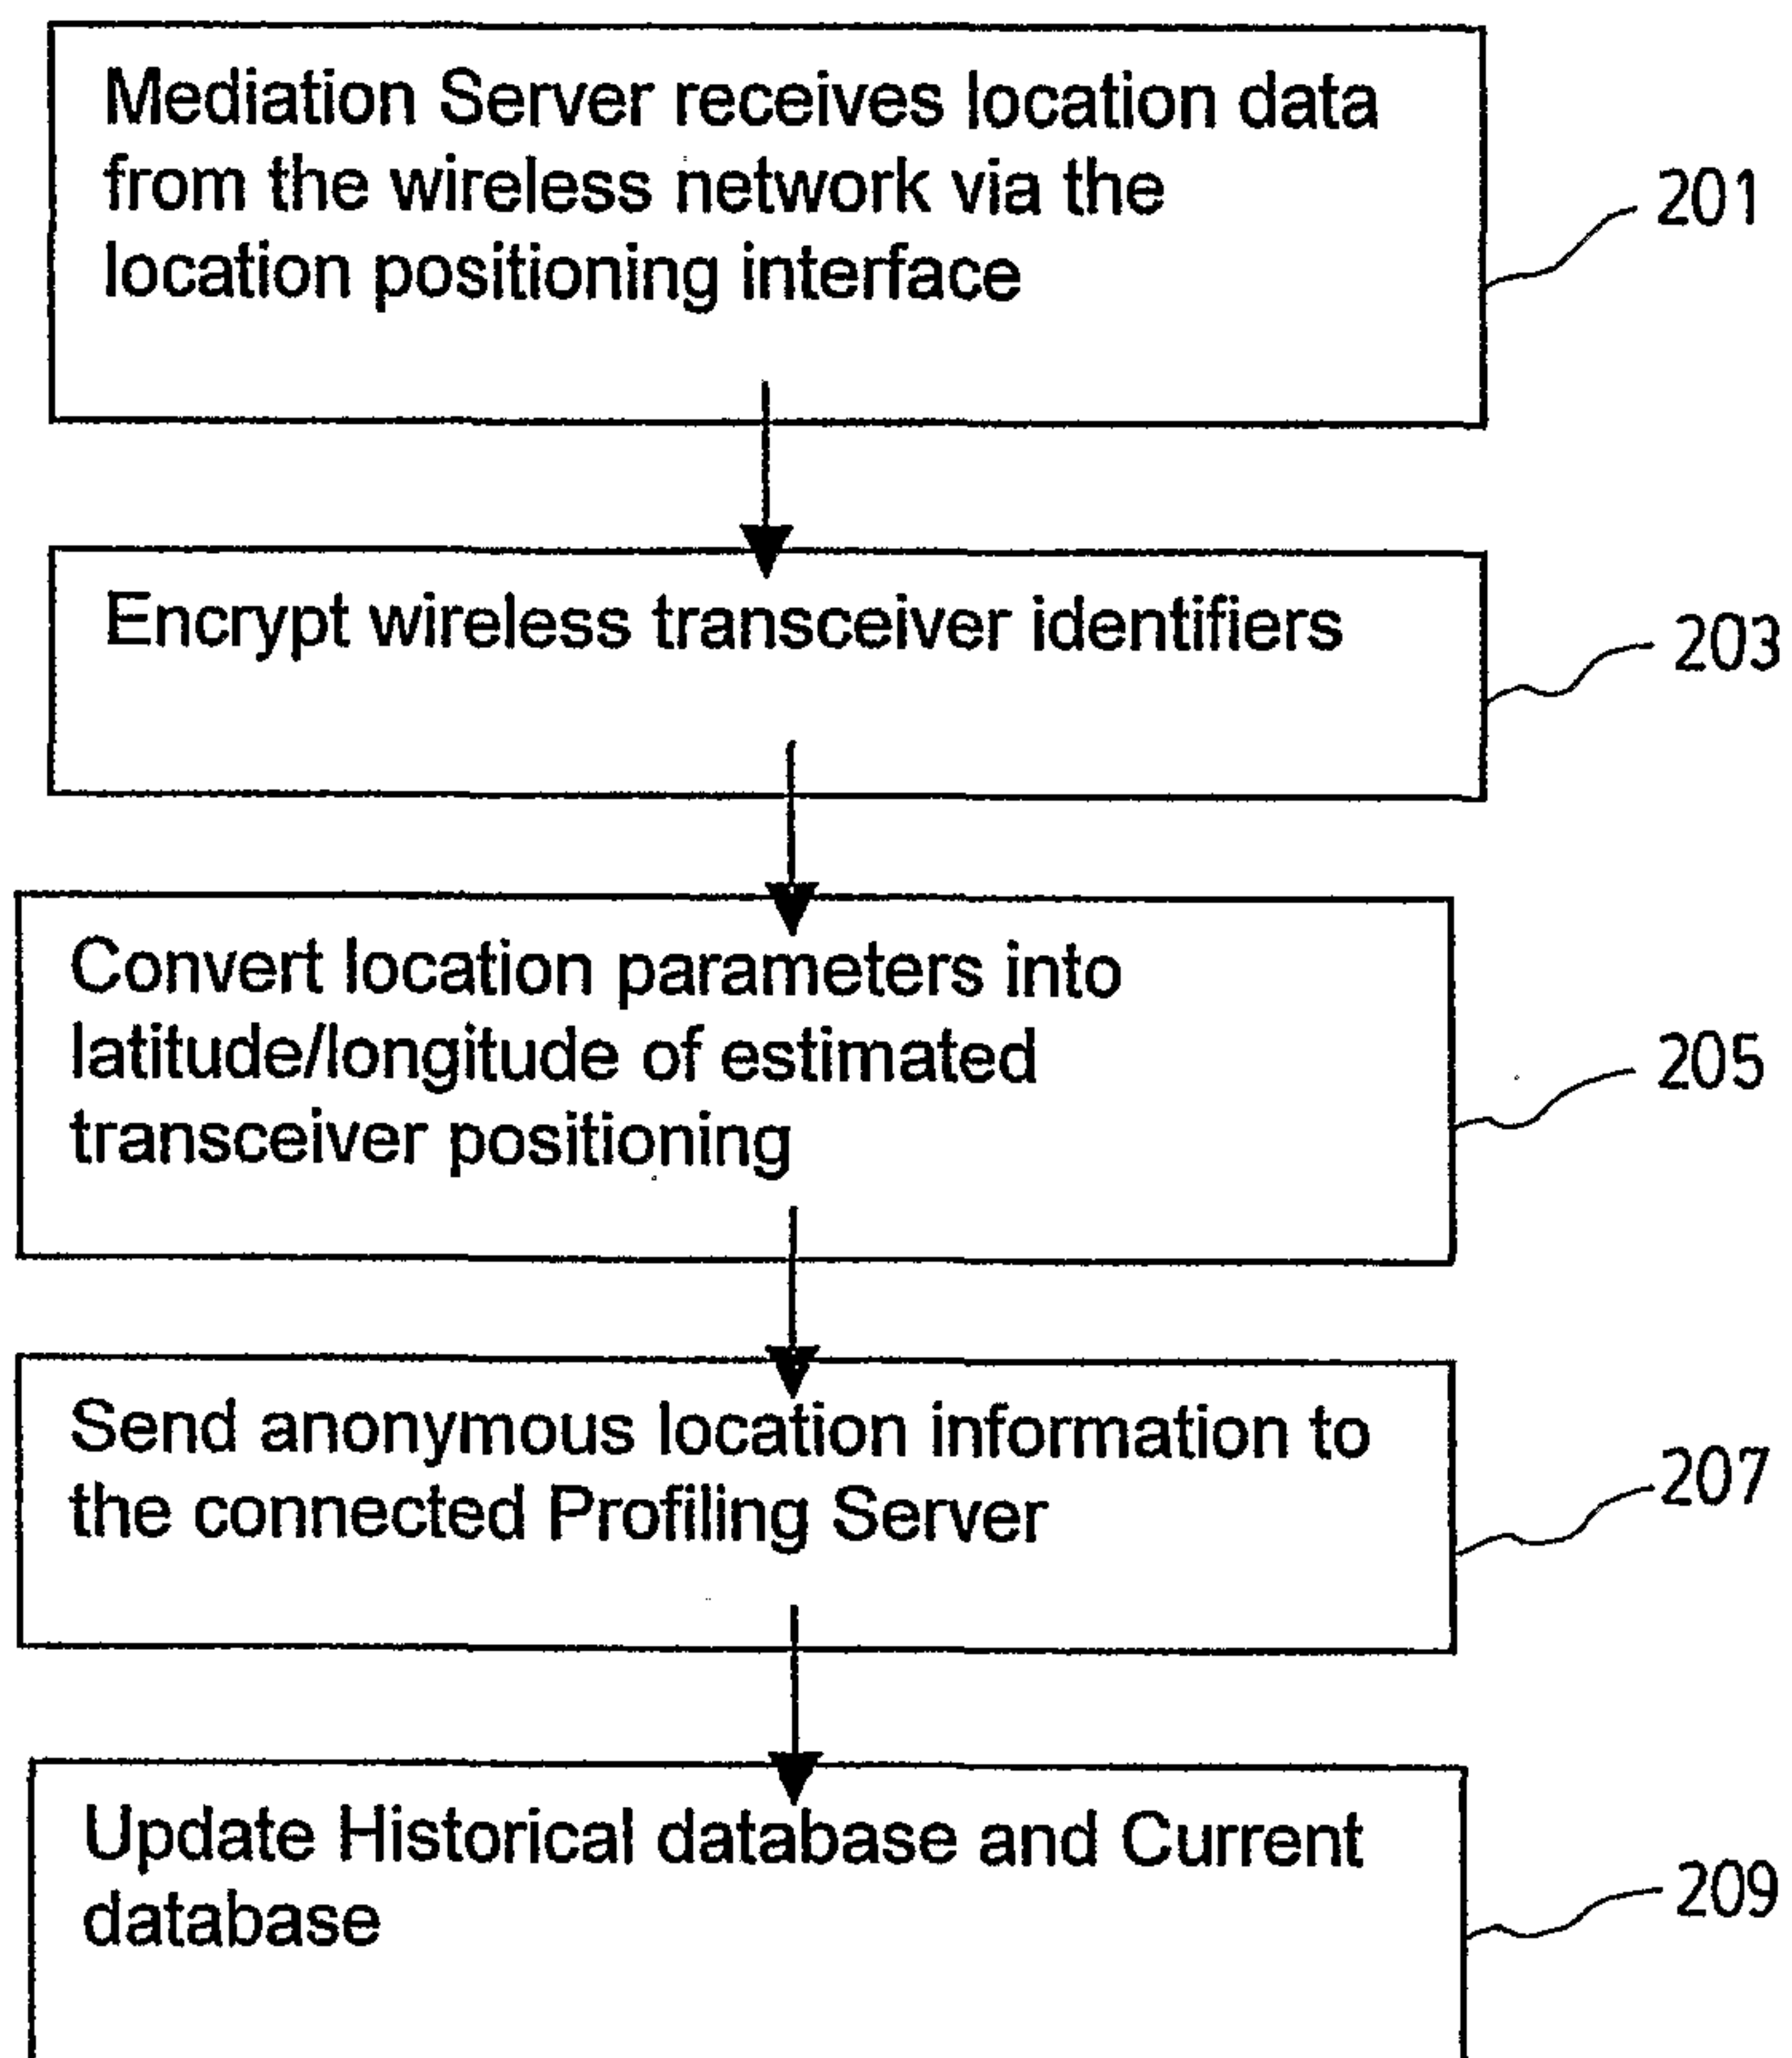 Mediation Server receives location data
from the wireless network via the
location positioning interface
201
Encrypt wireless transceiver identifiers
203
Convert location parameters into
latitude/longitude of estimated
transceiver positioning
205
Send anonymous location information to
the connected Profiling Server
207
Update Historical database and Current
database
209